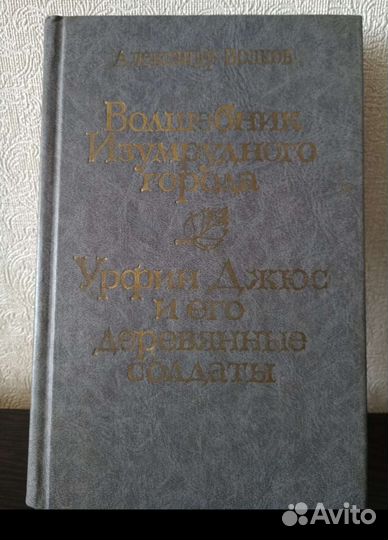 Александр Волков
Волшебник
Изумрудного
города
Урфин Джюс
и его
деревянные
солдаты
Avito